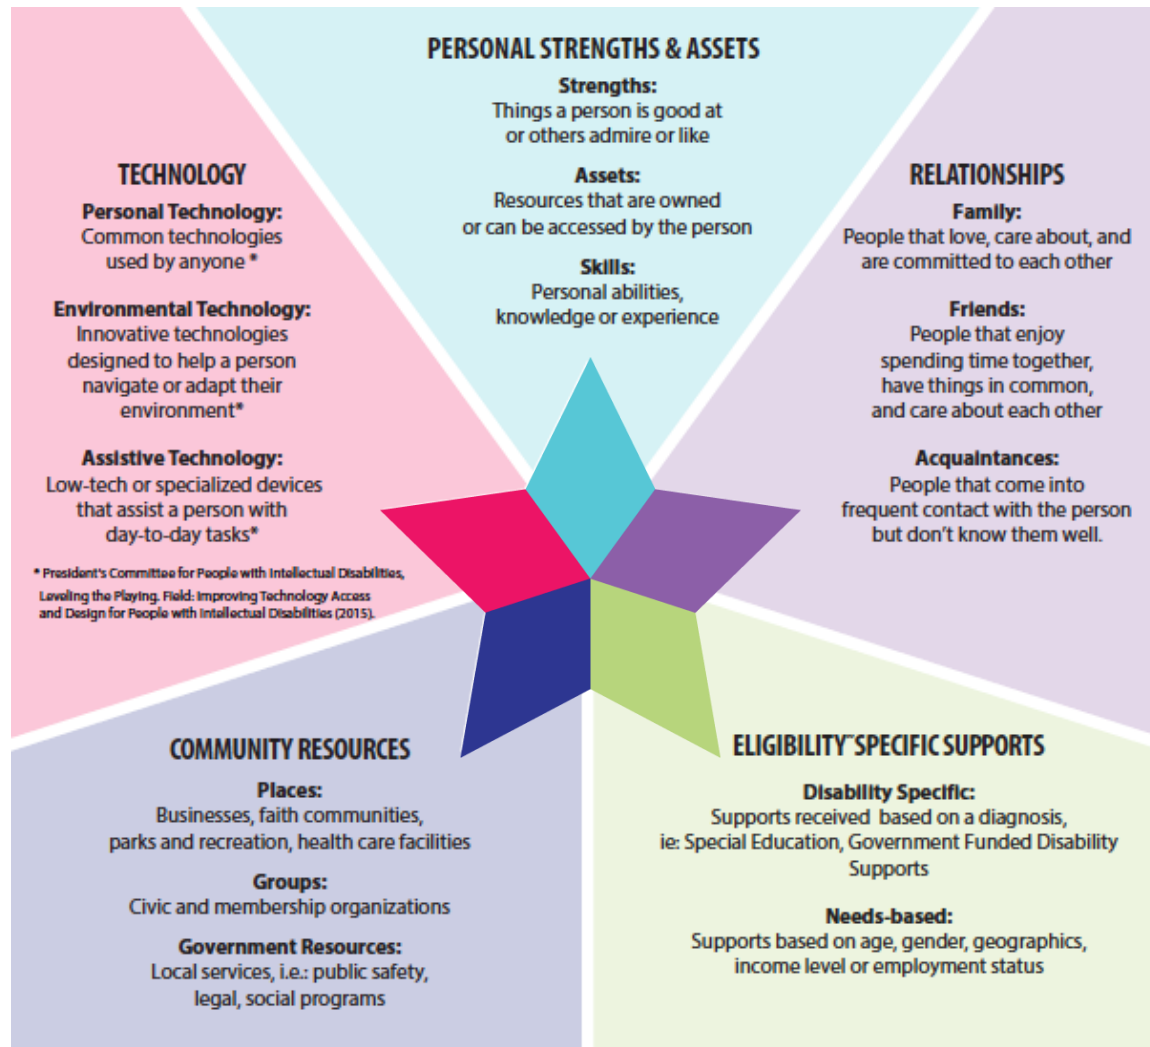 PERSONAL STRENGTHS & ASSETS
Strengths:
Things a person is good at
or others admire or like
Assets:
Resources that are owned
or can be accessed by the person
Skills:
Personal abilities,
knowledge or experience
TECHNOLOGY
Personal Technology:
Common technologies
used by anyone *
Environmental Technology:
Innovative technologies
designed to help a person
navigate or adapt their
environment*
Assistive Technology:
Low-tech or specialized devices
that assist a person with
day-to-day tasks*
* President's Committee for People with Intellectual Disabilities,
Leveling the Playing. Field: Improving Technology Access
and Design for People with Intellectual Disabilities (2015).
RELATIONSHIPS
Family:
People that love, care about, and
are committed to each other
Friends:
People that enjoy
spending time together,
have things in common,
and care about each other
Acquaintances:
People that come into
frequent contact with the person
but don't know them well.
COMMUNITY RESOURCES
Places:
Businesses, faith communities,
parks and recreation, health care facilities
Groups:
Civic and membership organizations
Government Resources:
Local services, i.e.: public safety,
legal, social programs
ELIGIBILITY˜SPECIFIC SUPPORTS
Disability Specific:
Supports received based on a diagnosis,
ie: Special Education, Government Funded Disability
Supports
Needs-based:
Supports based on age, gender, geographics,
income level or employment status